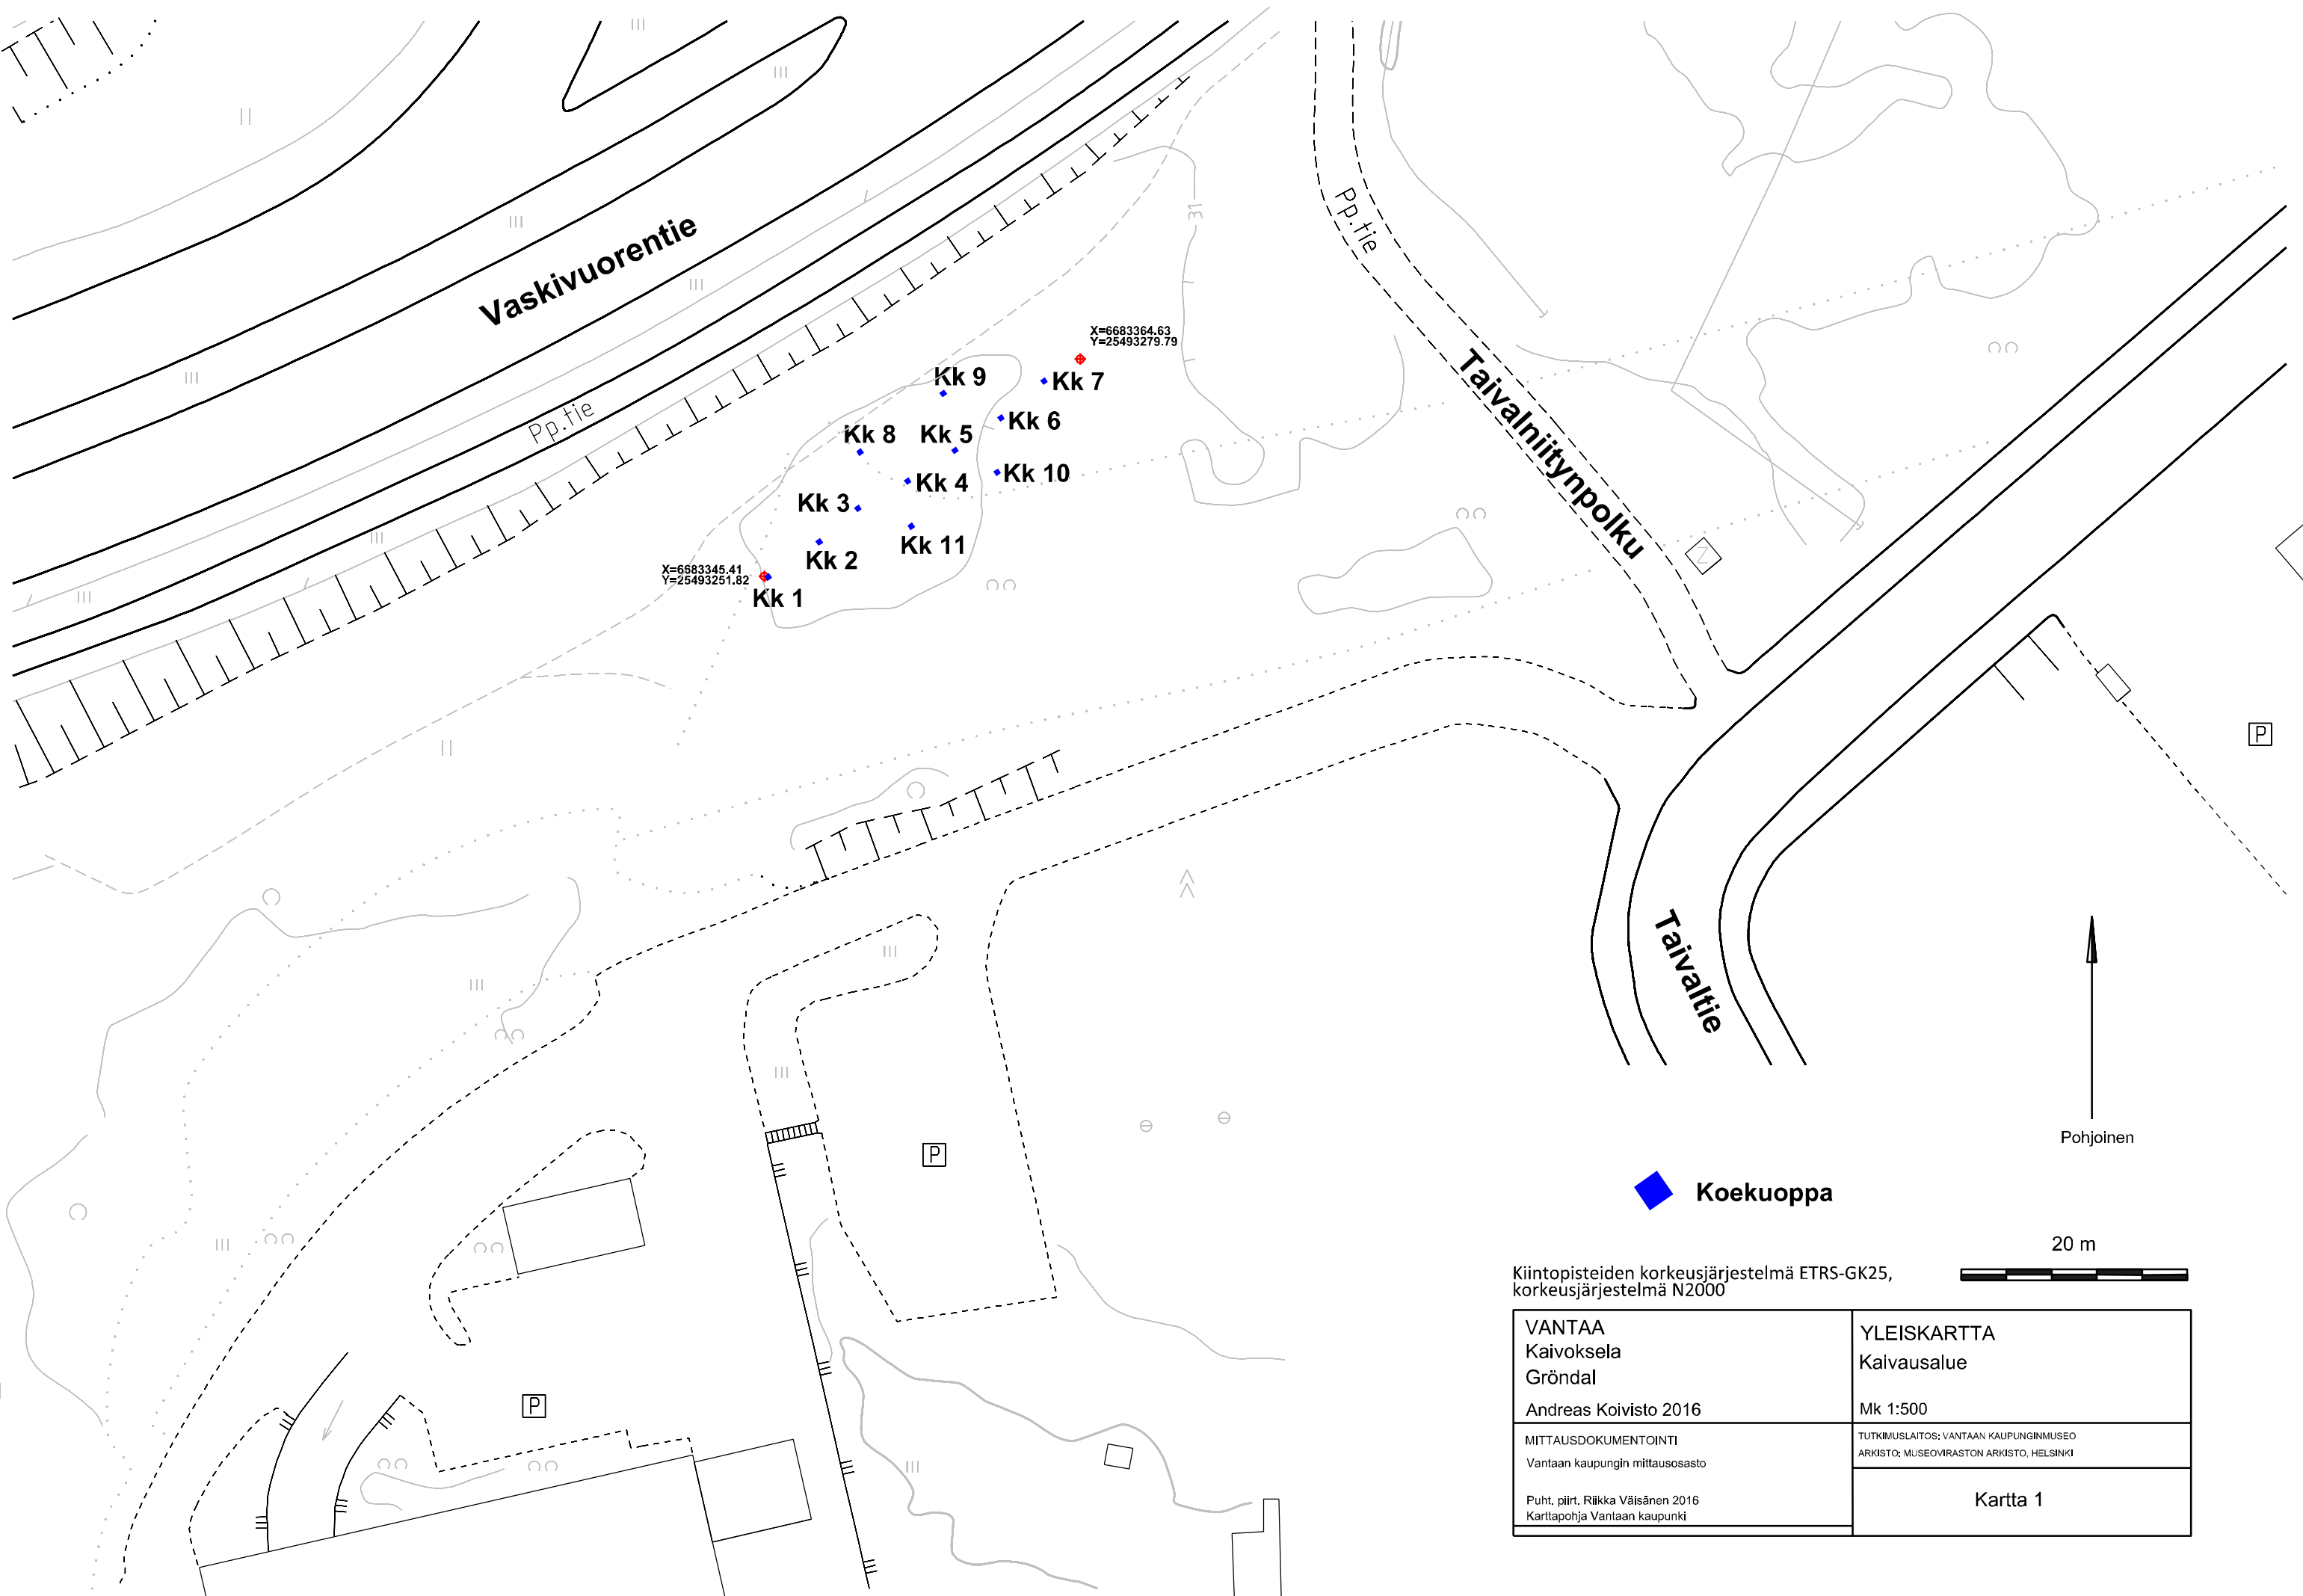 Vaskivuorentie
Pp.tie
Pp.tie
31
Taivalniitynpolku
Taivaltie
X=6683364.63
Y=25493279.79
Kk 9
Kk 7
Kk 6
Kk 8
Kk 5
Kk 10
Kk 4
Kk 3
Kk 11
Kk 2
X=6683345.41
Y=25493251.82
Kk 1
Z
P
P
P
Pohjoinen
Koekuoppa
20 m
Kiintopisteiden korkeusjärjestelmä ETRS-GK25,
korkeusjärjestelmä N2000
VANTAA
Kaivoksela
Gröndal
Andreas Koivisto 2016
YLEISKARTTA
Kaivausalue
Mk 1:500
MITTAUSDOKUMENTOINTI
Vantaan kaupungin mittausosasto
Puht. piirt. Riikka Väisänen 2016
Karttapohja Vantaan kaupunki
TUTKIMUSLAITOS: VANTAAN KAUPUNGINMUSEO
ARKISTO: MUSEOVIRASTON ARKISTO, HELSINKI
Kartta 1